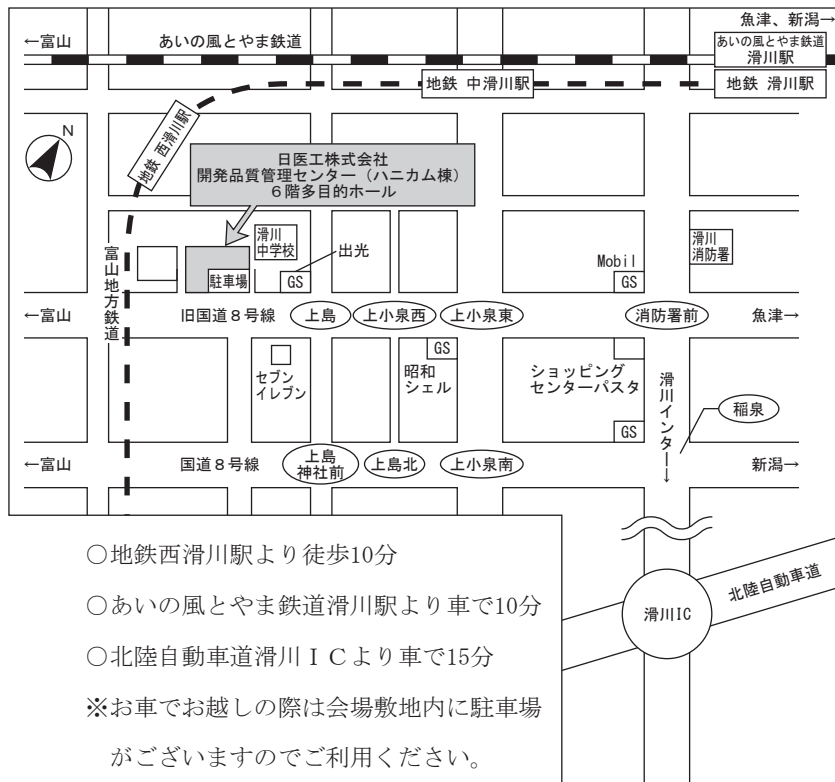 魚津、新潟→
←富山
あいの風とやま鉄道
あいの風とやま鉄道
滑川駅
地鉄 中滑川駅
地鉄 滑川駅
地鉄 西滑川駅
N
日医工株式会社
開発品質管理センター（ハニカム棟）
６階多目的ホール
富山地方鉄道
滑川
中学校
出光
駐車場
GS
Mobil
GS
滑川
消防署
←富山
旧国道８号線
上島
上小泉西
上小泉東
消防署前
魚津→
セブン
イレブン
GS
昭和
シェル
ショッピング
センターパスタ
GS
滑川インター→
稲泉
←富山
国道８号線
上島
神社前
上島北
上小泉南
新潟→
北陸自動車道
滑川IC
○地鉄西滑川駅より徒歩10分
○あいの風とやま鉄道滑川駅より車で10分
○北陸自動車道滑川ＩＣより車で15分
※お車でお越しの際は会場敷地内に駐車場
がございますのでご利用ください。